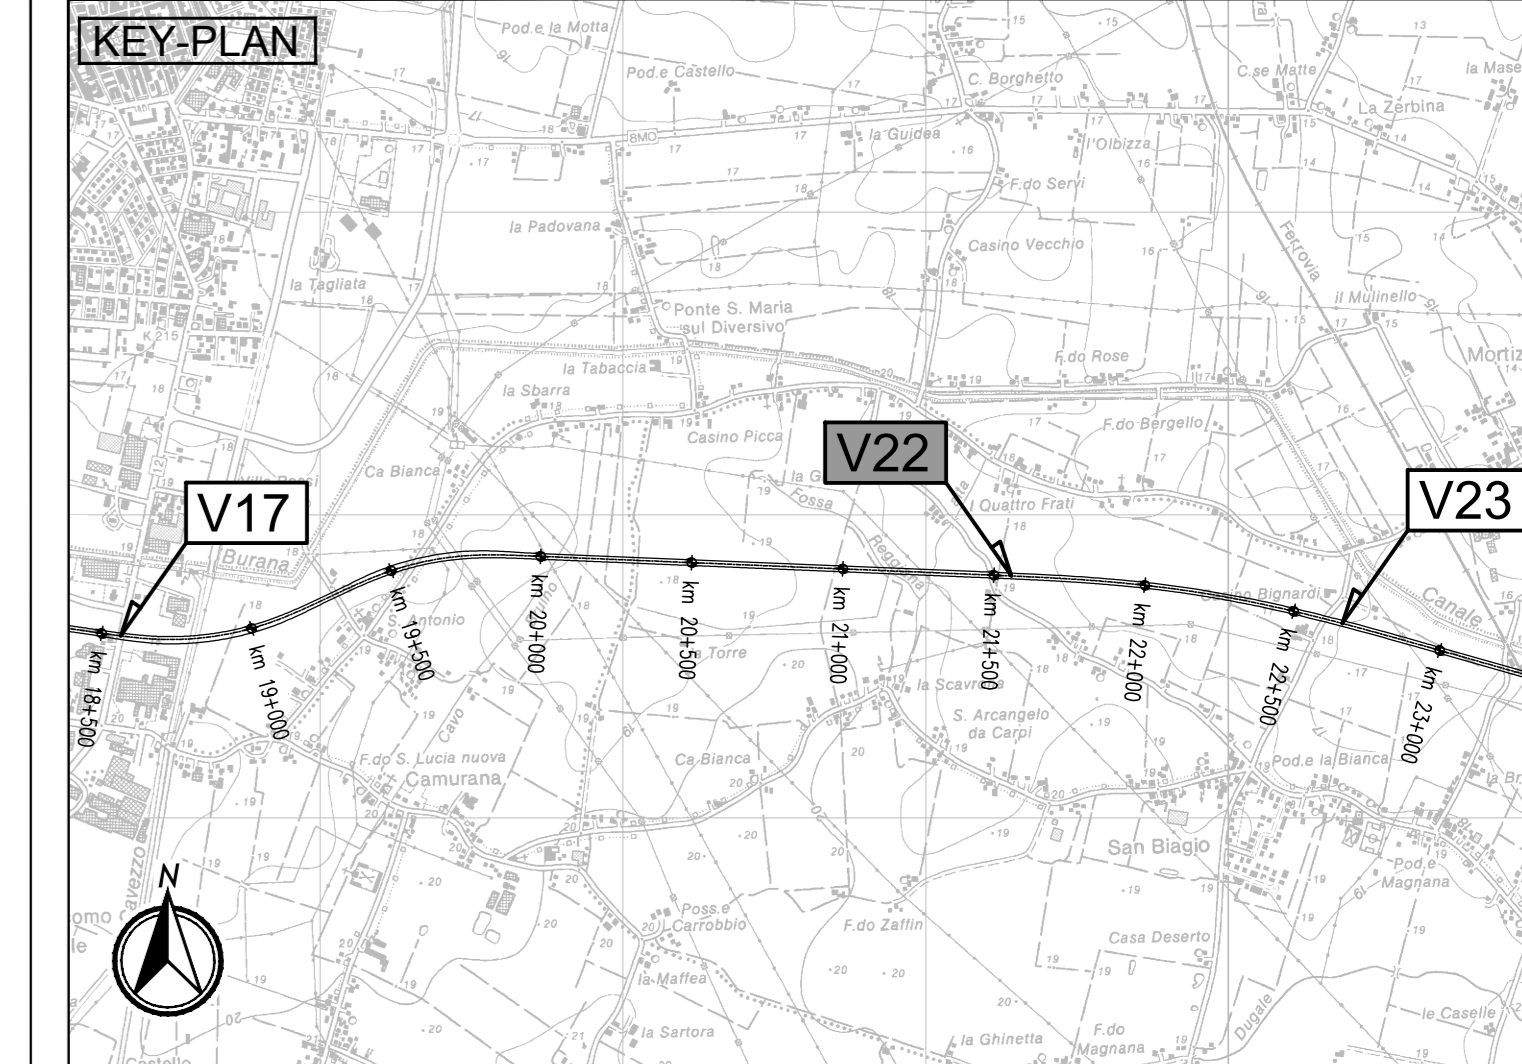 KEY-PLAN
Pod.e la Motta
Pod.e Castello
C. Borghetto
C.se Matte
la Mase
La Zerbina
la Guidea
l'Olbizza
8MO
F.do Servi
la Padovana
Casino Vecchio
Ferrovia
la Tagliata
il Mulinello
Ponte S. Maria
sul Diversivo
K 215
F.do Rose
Mortiz
la Tabaccia
la Sbarra
Casino Picca
F.do Bergello
V22
Ca Bianca
12
V17
V23
Fossa
Reggiana
I Quattro Frati
Burana
Canale
S. Antonio
km 18+500
km 19+000
km 19+500
km 20+000
km 20+500
km 21+000
km 21+500
km 22+000
km 22+500
km 23+000
Torre
Cavo
S. Arcangelo
da Carpi
F.do S. Lucia nuova
Camurana
Ca Bianca
Pod.e la Bianca
la Br
San Biagio
Pod.e
Magnana
N
Poss.e
Carrobbio
F.do Zaffin
Casa Deserto
la Maffea
la Sartora
la Ghinetta
F.do
Magnana
Dugale
le Caselle
Castello